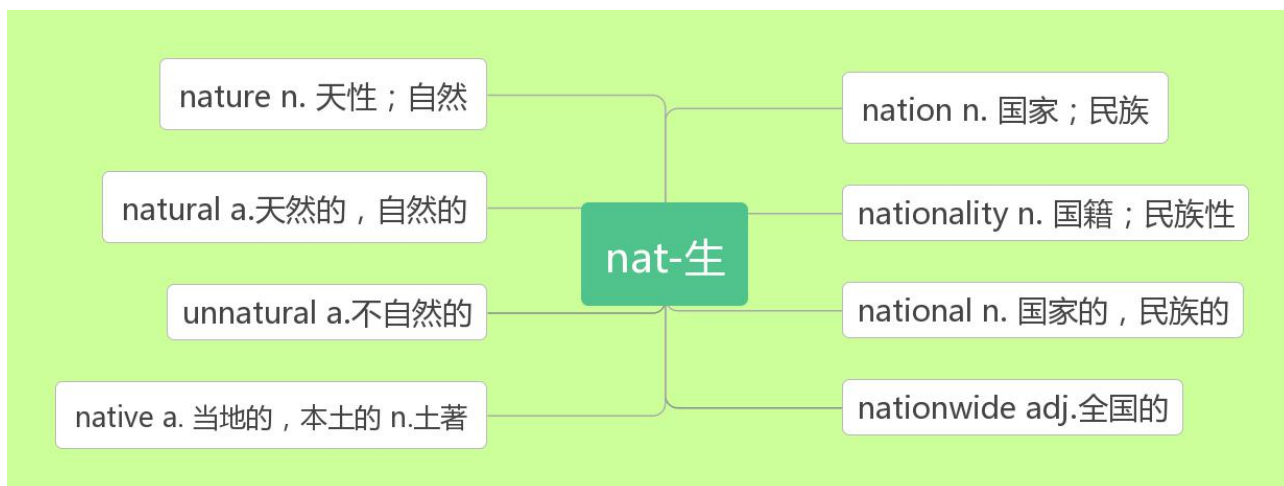 nature n. 天性；自然
natural a.天然的，自然的
unnatural a.不自然的
native a. 当地的，本土的 n.土著
nat-生
nation n. 国家；民族
nationality n. 国籍；民族性
national n. 国家的，民族的
nationwide adj.全国的